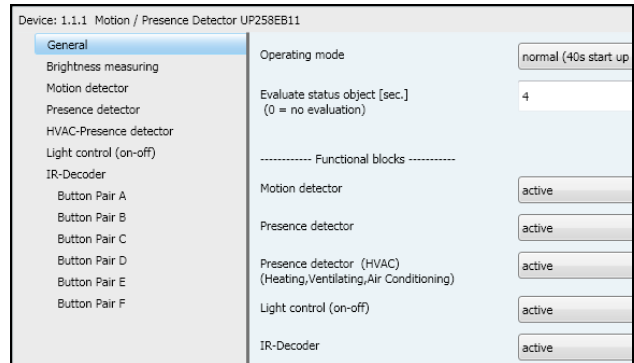 Device: 1.1.1 Motion / Presence Detector UP258EB11
General
Brightness measuring
Motion detector
Presence detector
HVAC-Presence detector
Light control (on-off)
IR-Decoder
Button Pair A
Button Pair B
Button Pair C
Button Pair D
Button Pair E
Button Pair F
Operating mode
normal (40s start up
Evaluate status object [sec.]
(0 = no evaluation)
4
------------ Functional blocks -----------
Motion detector
active
Presence detector
active
Presence detector (HVAC)
(Heating,Ventilating,Air Conditioning)
active
Light control (on-off)
active
IR-Decoder
active